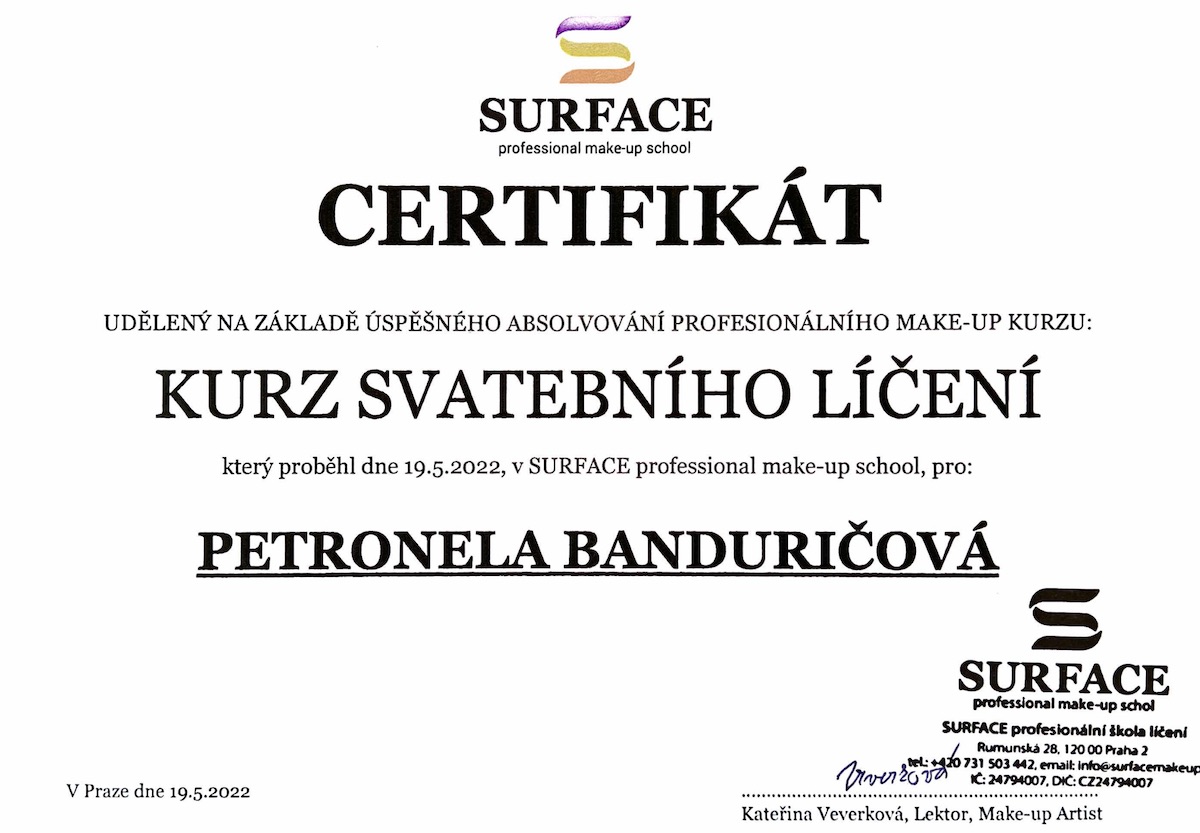 SURFACE
professional make-up school
CERTIFIKÁT
UDĚLENÝ NA ZÁKLADĚ ÚSPĚŠNÉHO ABSOLVOVÁNÍ PROFESIONÁLNÍHO MAKE-UP KURZU:
KURZ SVATEBNÍHO LÍČENÍ
který proběhl dne 19.5.2022, v SURFACE professional make-up school, pro:
PETRONELA BANDURIČOVÁ
SURFACE
professional make-up schol
SURFACE profesionální škola líčení
Rumunská 28, 120 00 Praha 2
tel.: +420 731 503 442, email: info@surfacemakeup
IČ: 24794007, DIČ: CZ24794007
Veverková
V Praze dne 19.5.2022
Kateřina Veverková, Lektor, Make-up Artist